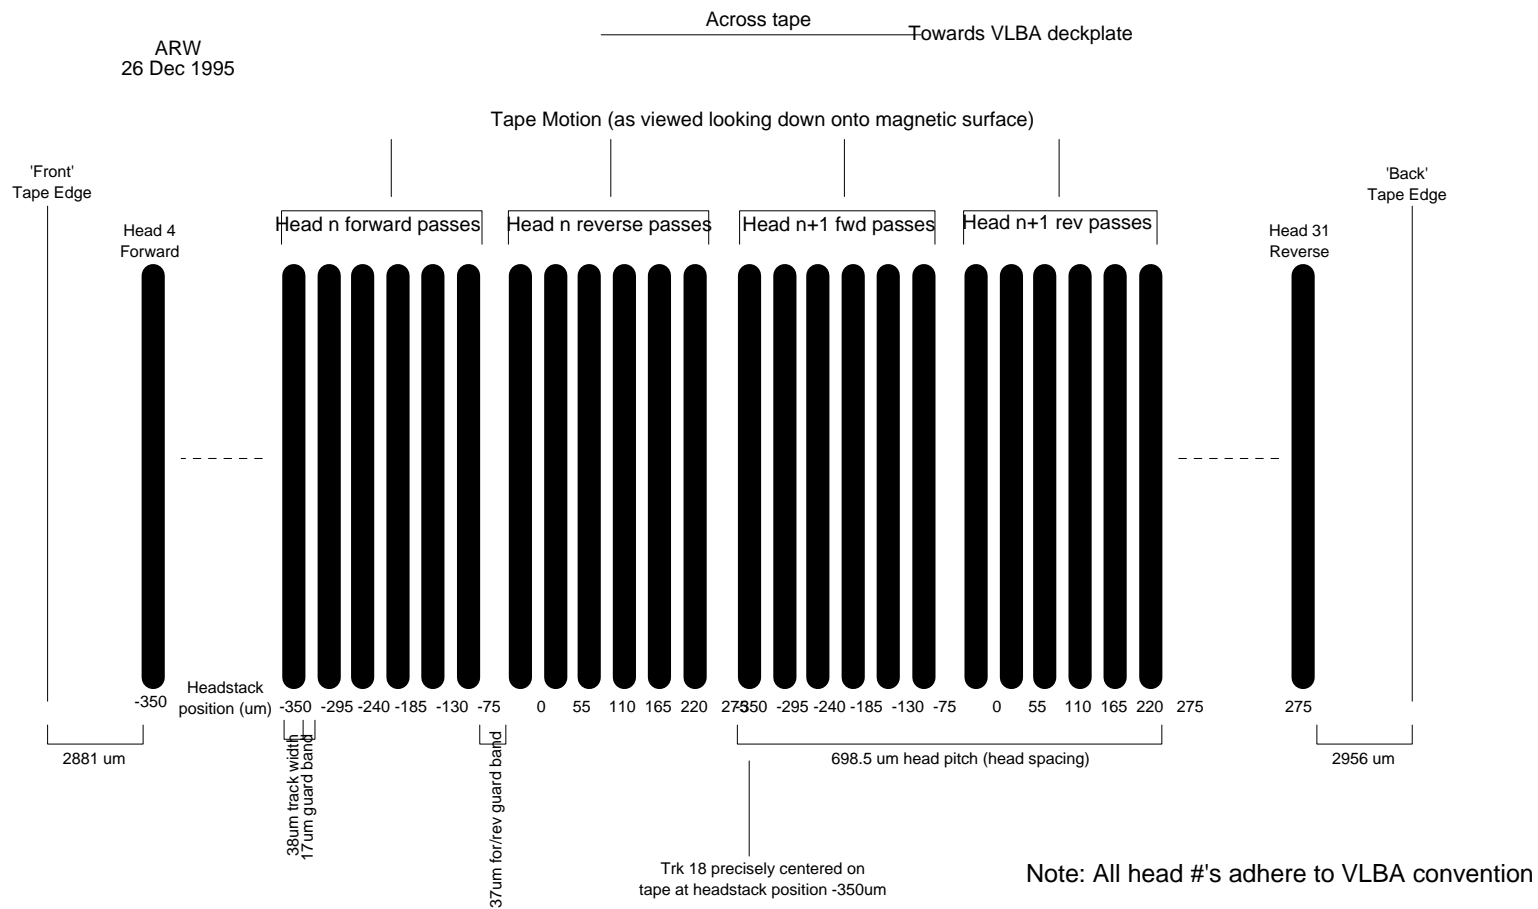 Across tape
Towards VLBA deckplate
ARW
26 Dec 1995
Tape Motion (as viewed looking down onto magnetic surface)
'Front'
Tape Edge
'Back'
Tape Edge
Head 4
Forward
Head n forward passes
Head n reverse passes
Head n+1 fwd passes
Head n+1 rev passes
Head 31
Reverse
-350
Headstack
position (um)
-350 -295 -240 -185 -130 -75 0 55 110 165 220 275
-350 -295 -240 -185 -130 -75 0 55 110 165 220 275
275
2881 um
38um track width
17um guard band
37um for/rev guard band
698.5 um head pitch (head spacing)
2956 um
Trk 18 precisely centered on
tape at headstack position -350um
Note: All head #'s adhere to VLBA convention